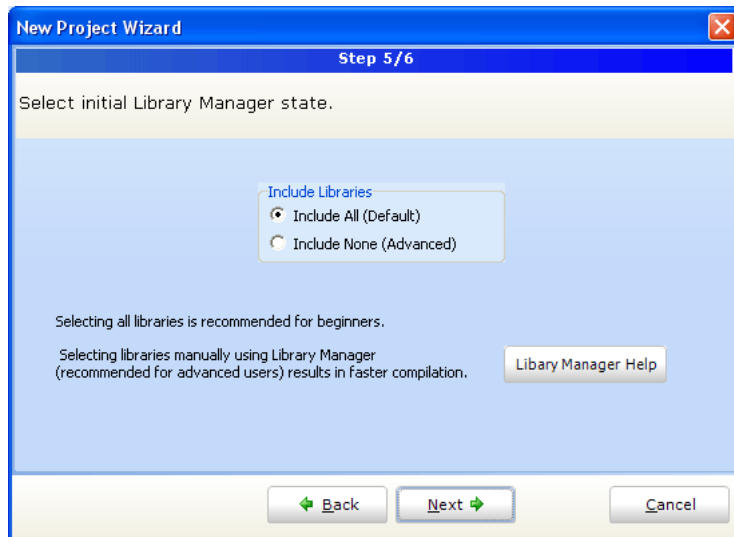 New Project Wizard
Step 5/6
Select initial Library Manager state.
Include Libraries
Include All (Default)
Include None (Advanced)
Selecting all libraries is recommended for beginners.
Selecting libraries manually using Library Manager
(recommended for advanced users) results in faster compilation.
Libary Manager Help
Back
Next
Cancel